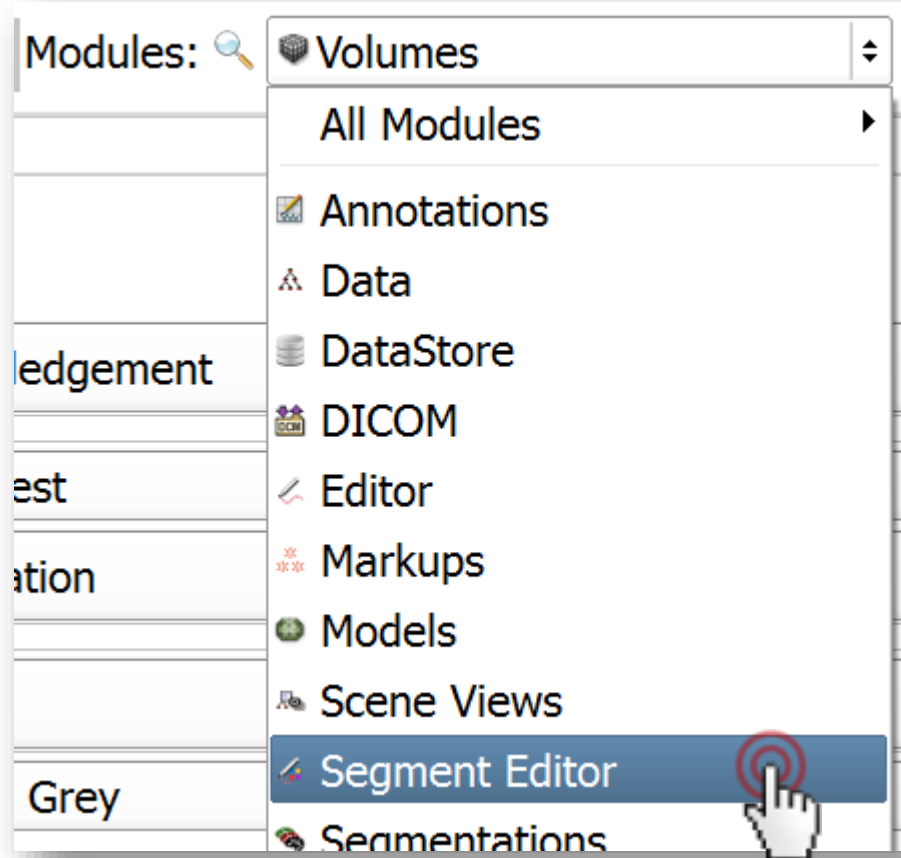 Modules: Volumes
All Modules
Annotations
Data
DataStore
ledgement
DICOM
est
Editor
Markups
ation
Models
Scene Views
Segment Editor
Grey
Segmentations